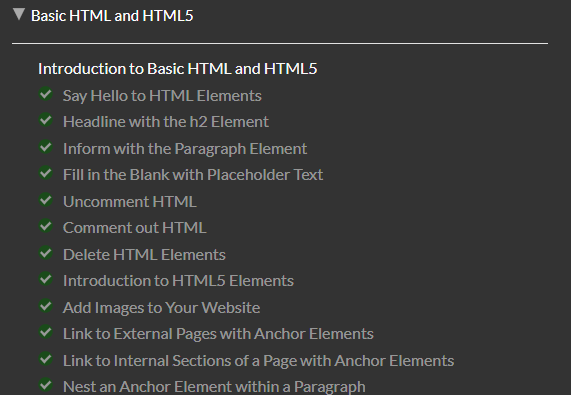 Basic HTML and HTML5
Introduction to Basic HTML and HTML5
Say Hello to HTML Elements
Headline with the h2 Element
Inform with the Paragraph Element
Fill in the Blank with Placeholder Text
Uncomment HTML
Comment out HTML
Delete HTML Elements
Introduction to HTML5 Elements
Add Images to Your Website
Link to External Pages with Anchor Elements
Link to Internal Sections of a Page with Anchor Elements
Nest an Anchor Element within a Paragraph